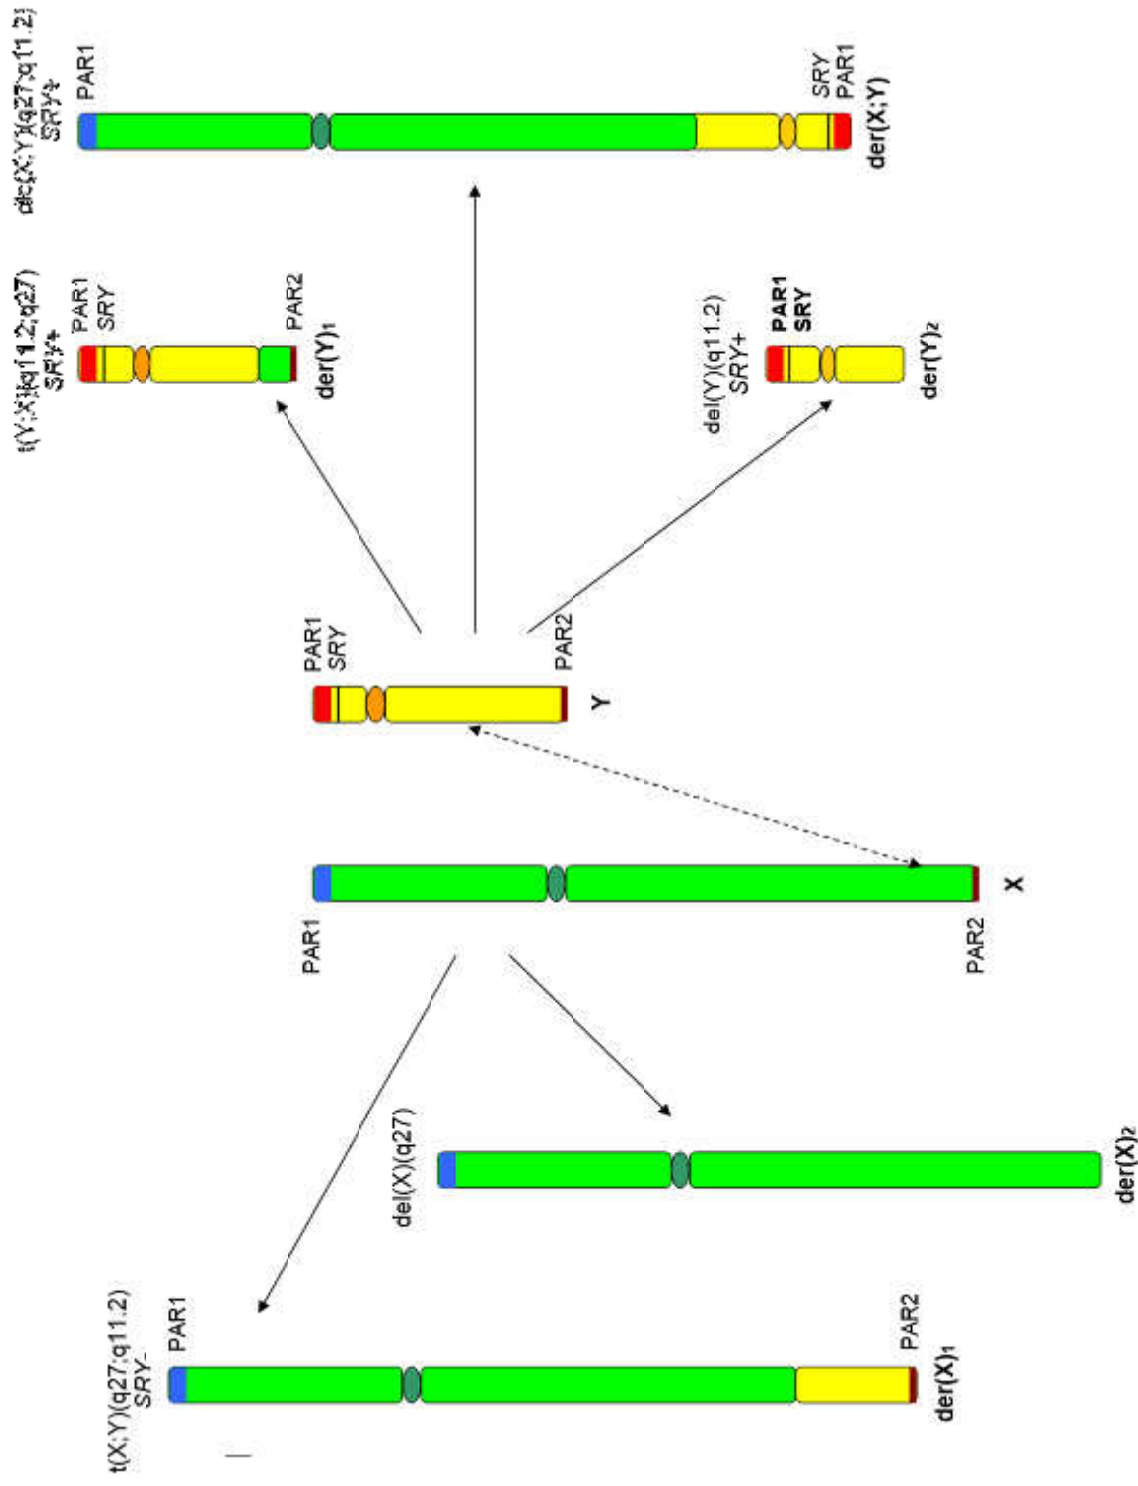 t(X;Y)(q27;q11.2)
SRY-
PAR1
PAR2
der(X)1
del(X)(q27)
der(X)2
PAR1
PAR2
X
PAR1
SRY
PAR2
Y
t(Y;X)(q11.2;q27)
SRY+
PAR1
SRY
PAR2
der(Y)1
del(Y)(q11.2)
SRY+
PAR1
SRY
der(Y)2
dic(X;Y)(q27;q11.2)
SRY+
PAR1
SRY
PAR1
der(X;Y)